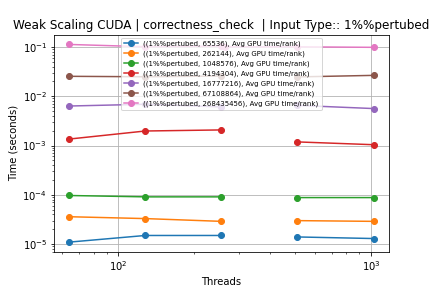 Weak Scaling CUDA | correctness_check | Input Type:: 1%%pertubed
((1%pertubed, 65536), Avg GPU time/rank)
((1%pertubed, 262144), Avg GPU time/rank)
((1%pertubed, 1048576), Avg GPU time/rank)
((1%pertubed, 4194304), Avg GPU time/rank)
((1%pertubed, 16777216), Avg GPU time/rank)
((1%pertubed, 67108864), Avg GPU time/rank)
((1%pertubed, 268435456), Avg GPU time/rank)
Time (seconds)
10⁻¹
10⁻²
10⁻³
10⁻⁴
10⁻⁵
10²
10³
Threads